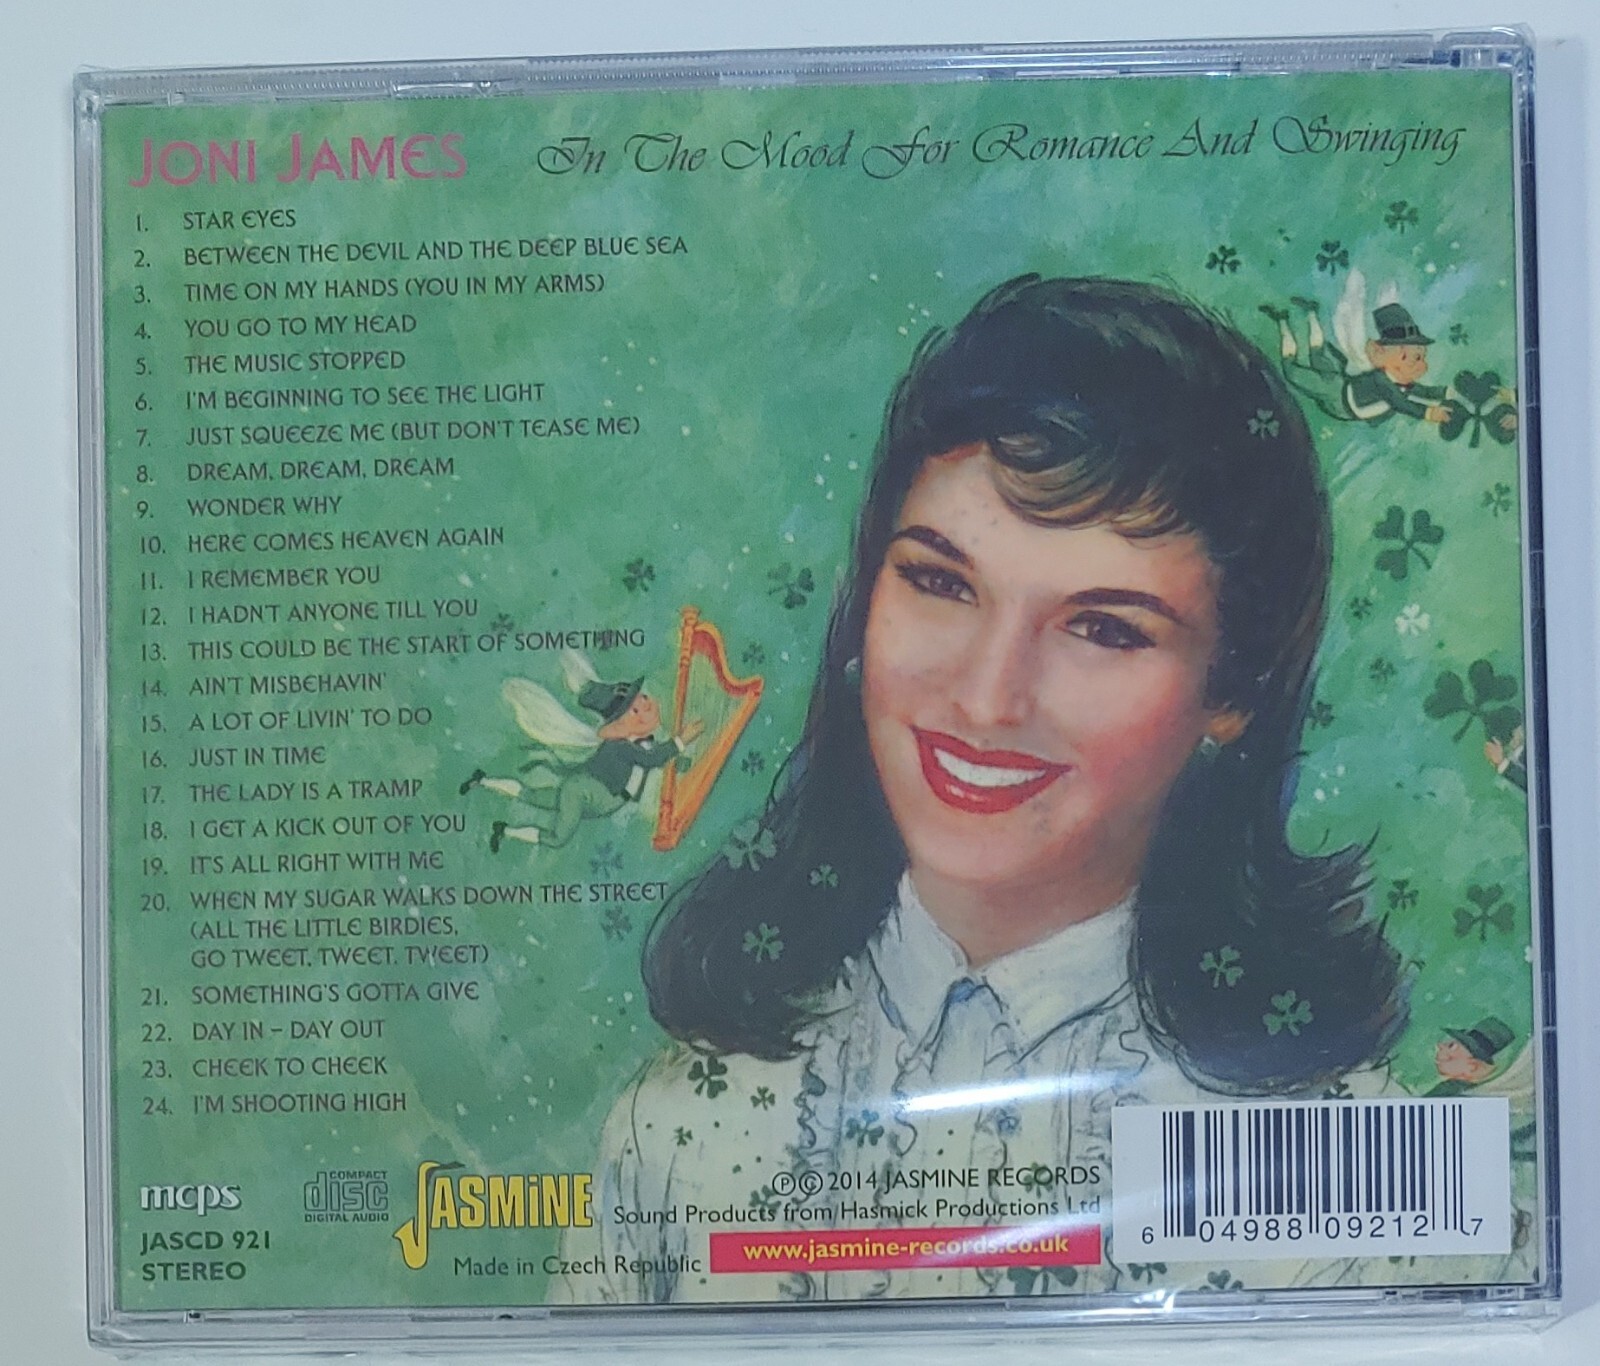 JONI JAMES In The Mood For Romance And Swinging
1. STAR EYES
2. BETWEEN THE DEVIL AND THE DEEP BLUE SEA
3. TIME ON MY HANDS (YOU IN MY ARMS)
4. YOU GO TO MY HEAD
5. THE MUSIC STOPPED
6. I'M BEGINNING TO SEE THE LIGHT
7. JUST SQUEEZE ME (BUT DON'T TEASE ME)
8. DREAM, DREAM, DREAM
9. WONDER WHY
10. HERE COMES HEAVEN AGAIN
11. I REMEMBER YOU
12. I HADN'T ANYONE TILL YOU
13. THIS COULD BE THE START OF SOMETHING
14. AIN'T MISBEHAVIN'
15. A LOT OF LIVIN' TO DO
16. JUST IN TIME
17. THE LADY IS A TRAMP
18. I GET A KICK OUT OF YOU
19. IT'S ALL RIGHT WITH ME
20. WHEN MY SUGAR WALKS DOWN THE STREET
(ALL THE LITTLE BIRDIES,
GO TWEET, TWEET, TWEET)
21. SOMETHING'S GOTTA GIVE
22. DAY IN – DAY OUT
23. CHEEK TO CHEEK
24. I'M SHOOTING HIGH
mcps
COMPACT
disc
DIGITAL AUDIO
JASMiNE
JASCD 921
STEREO
℗©2014 JASMINE RECORDS
Sound Products from Hasmick Productions Ltd
Made in Czech Republic www.jasmine-records.co.uk
6 04988 09212 7